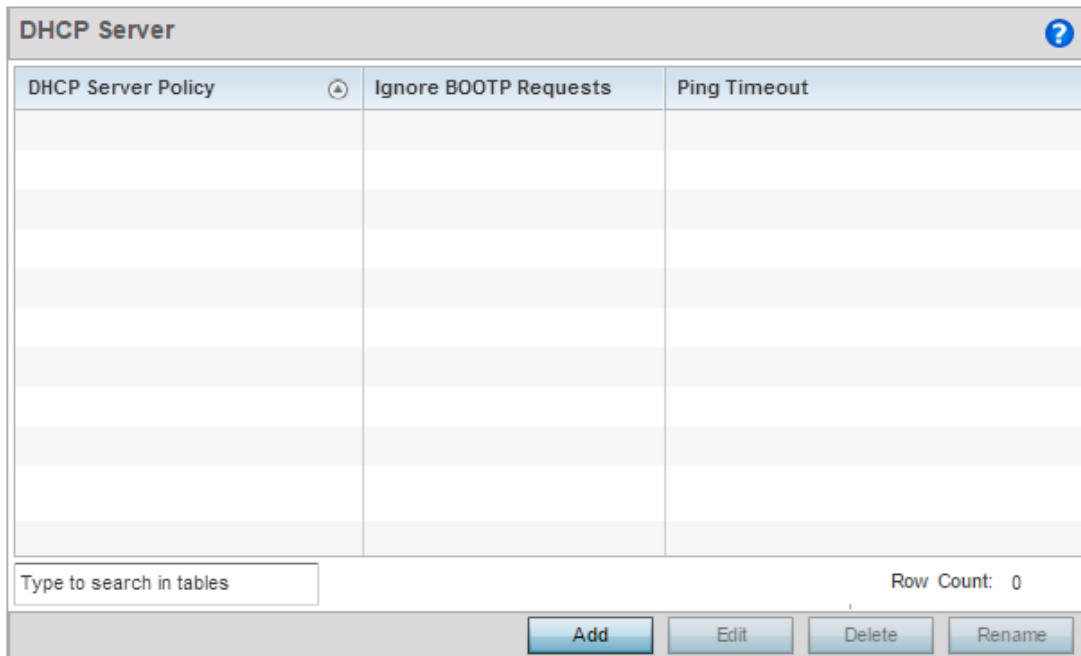 DHCP Server
DHCP Server Policy Ignore BOOTP Requests Ping Timeout
Type to search in tables Row Count: 0
Add Edit Delete Rename